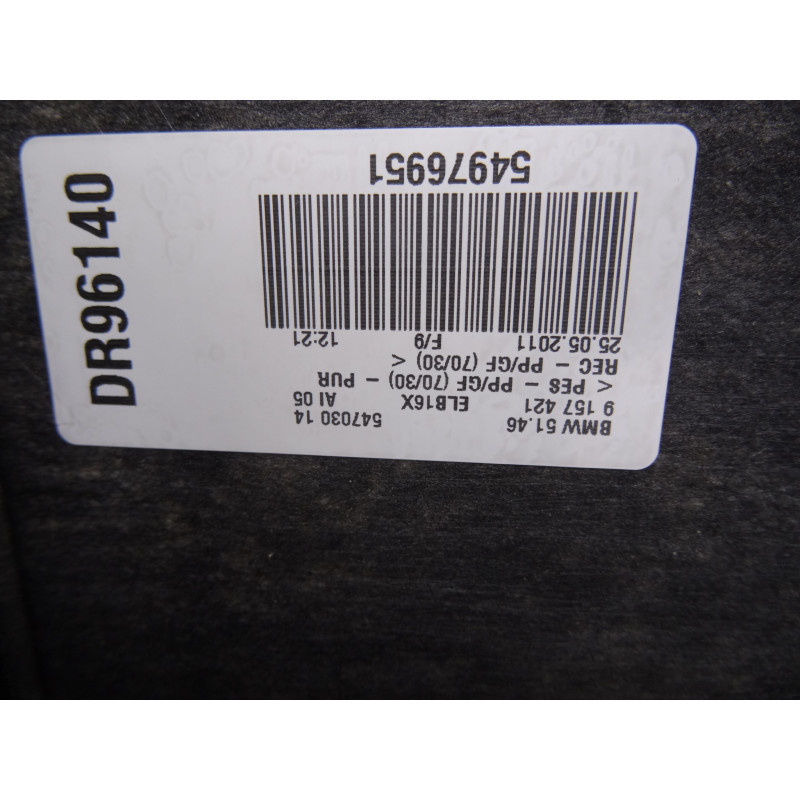 DR96140
BMW 51.46 547030 14
9 157 421 ELB16X AI 05
< PES - PP/GF (70/30) - PUR
REC - PP/GF (70/30) >
25.05.2011 F/9 12:21
54976951